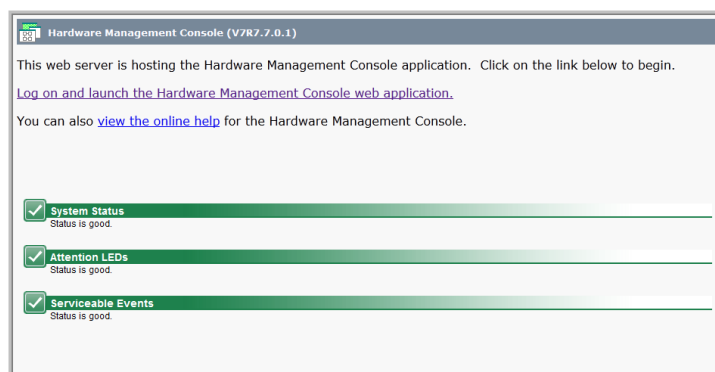 Hardware Management Console (V7R7.7.0.1)
This web server is hosting the Hardware Management Console application. Click on the link below to begin.
Log on and launch the Hardware Management Console web application.
You can also view the online help for the Hardware Management Console.
System Status
Status is good.
Attention LEDs
Status is good.
Serviceable Events
Status is good.